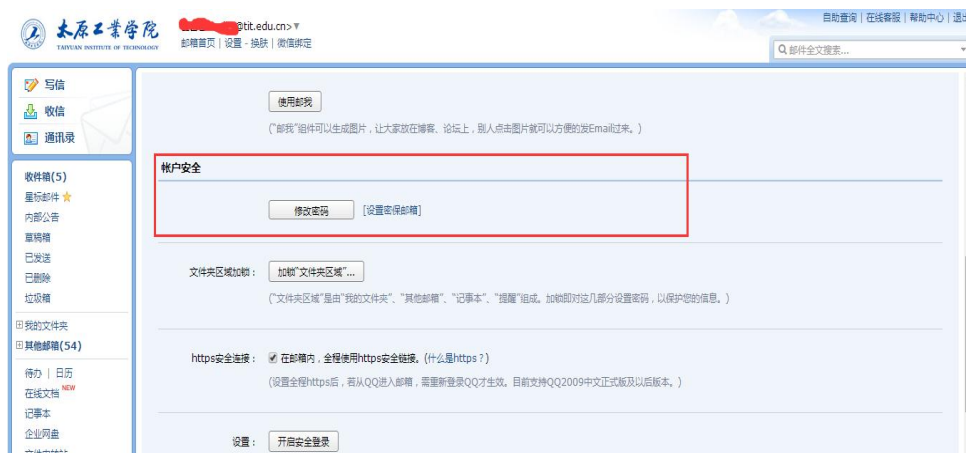 太原工业学院
TAIYUAN INSTITUTE OF TECHNOLOGY
@tit.edu.cn>▼
邮箱首页 | 设置 - 换肤 | 微信绑定
自助查询 | 在线客服 | 帮助中心 | 退出
邮件全文搜索...
写信
收信
通讯录
收件箱(5)
星标邮件
内部公告
草稿箱
已发送
已删除
垃圾箱
我的文件夹
其他邮箱(54)
待办 | 日历
在线文档 NEW
记事本
企业网盘
使用邮我
("邮我"组件可以生成图片，让大家放在博客、论坛上，别人点击图片就可以方便的发Email过来。)
帐户安全
修改密码 [设置密保邮箱]
文件夹区域加锁： 加锁"文件夹区域"...
("文件夹区域"是由"我的文件夹"、"其他邮箱"、"记事本"、"提醒"组成。加锁即对这几部分设置密码，以保护您的信息。)
https安全连接： 在邮箱内，全程使用https安全链接。(什么是https？)
(设置全程https后，若从QQ进入邮箱，需重新登录QQ才生效。目前支持QQ2009中文正式版及以后版本。)
设置： 开启安全登录